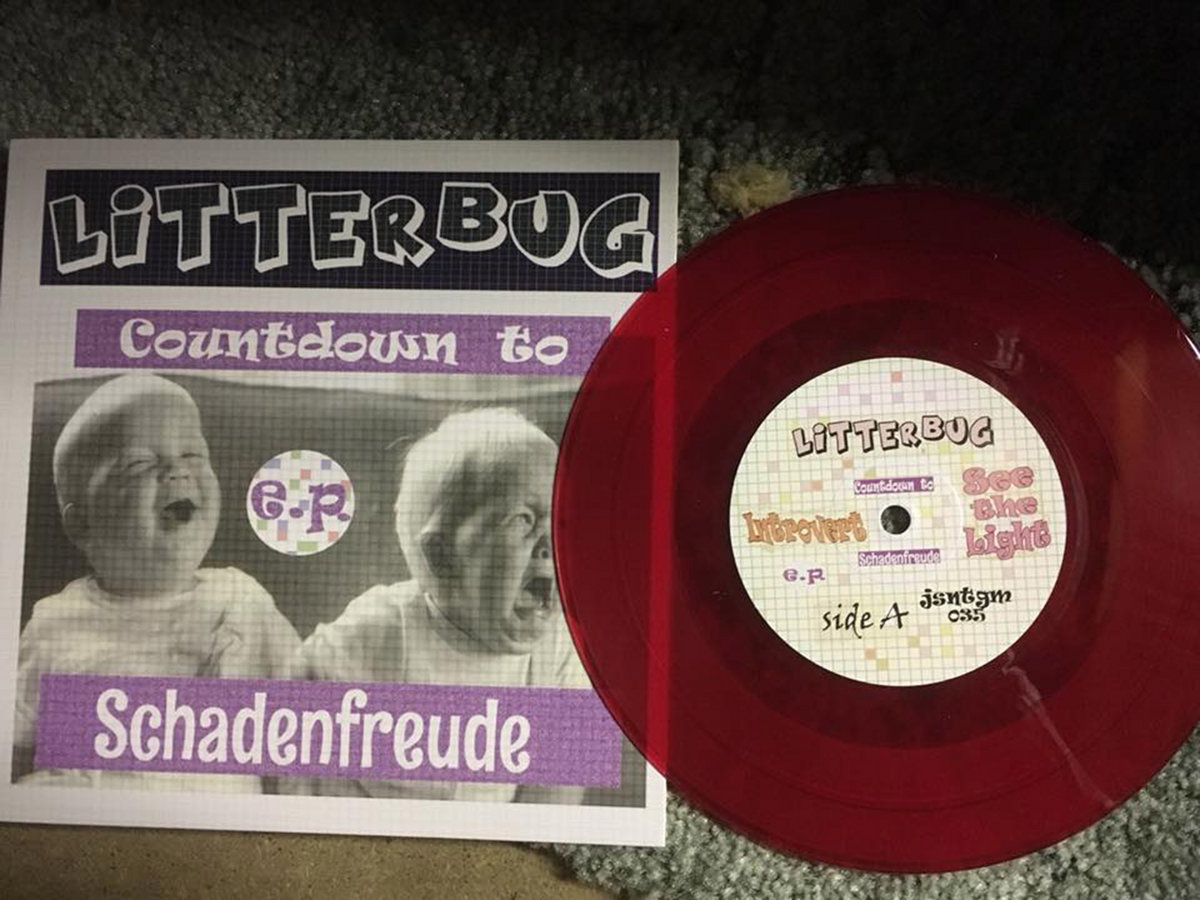 LiTTERBUG
Countdown to
e.p
Schadenfreude
LiTTERBUG
Countdown to
Introvert
See
the
Light
Schadenfreude
e.p
side A
jsntgm
035